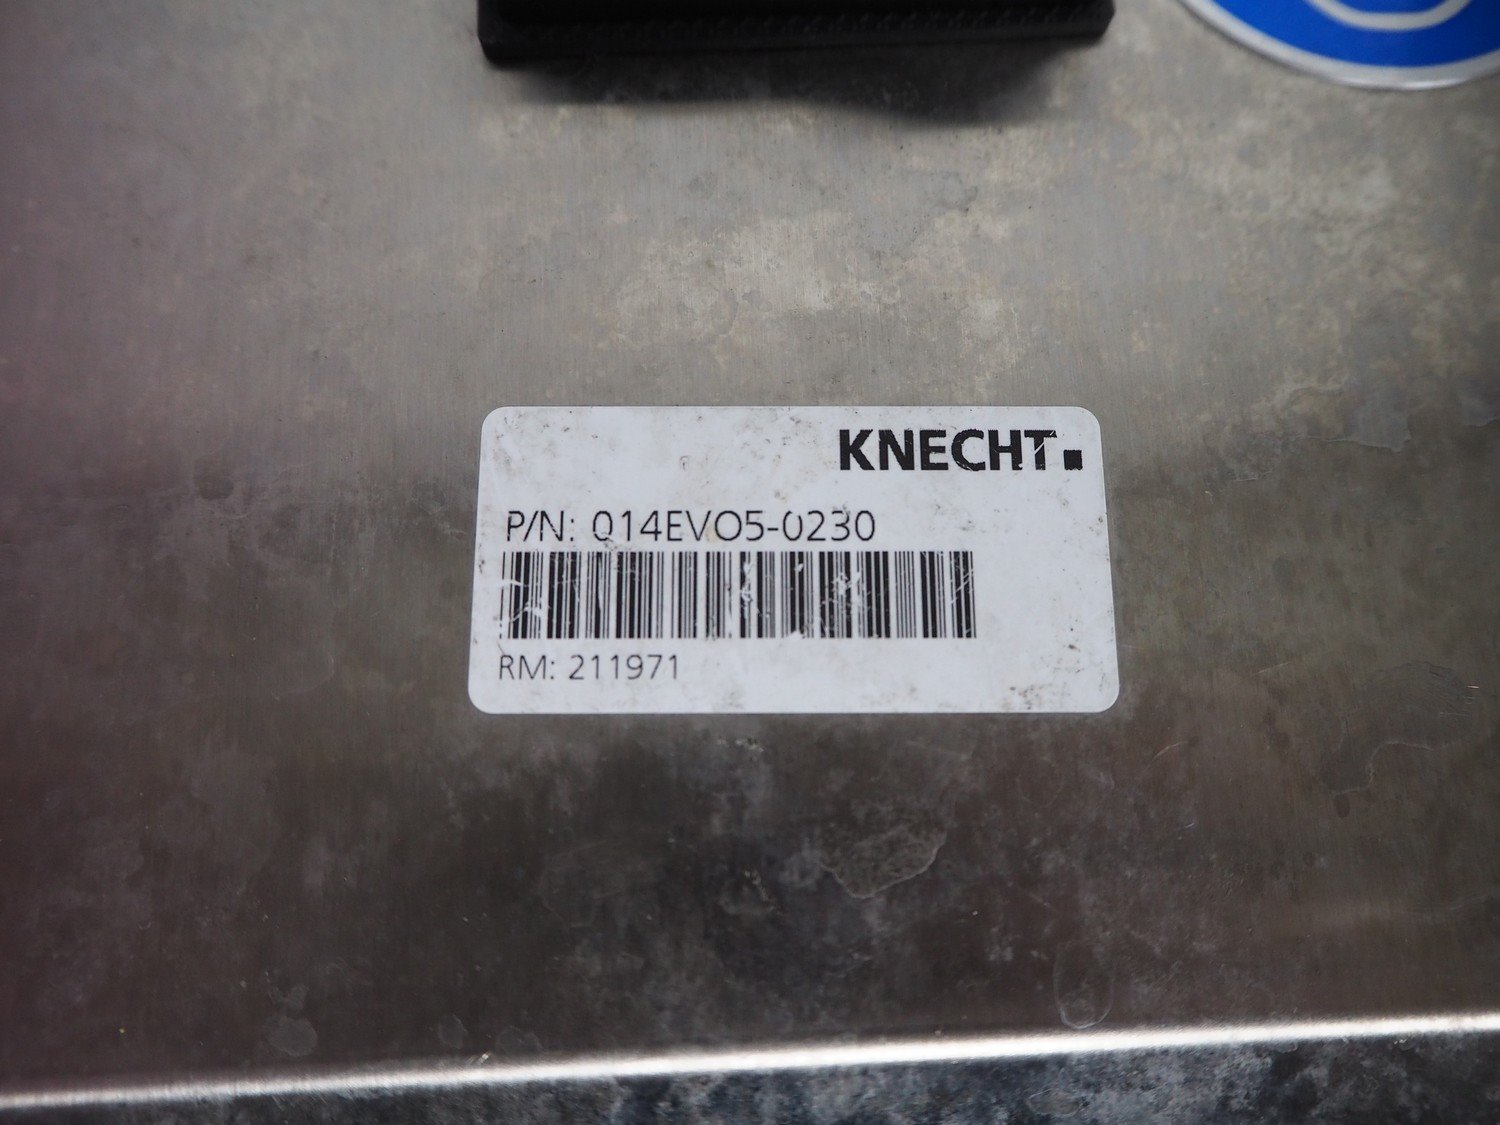 KNECHT.
P/N: 014EVO5-0230
RM: 211971